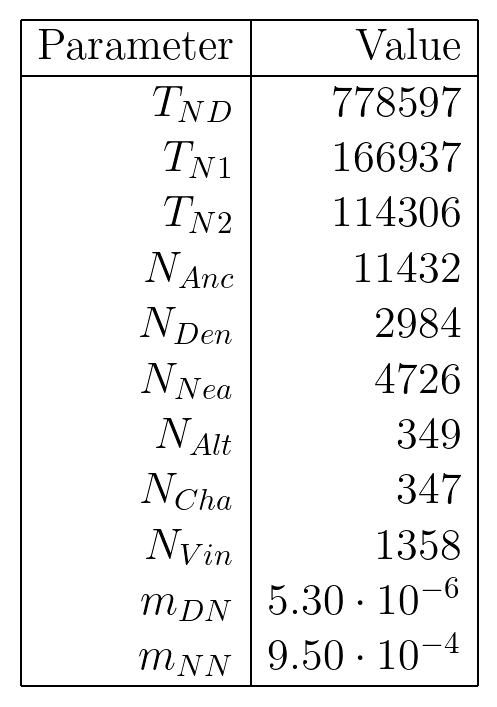 Parameter Value
T_{ND} 778597
T_{N1} 166937
T_{N2} 114306
N_{Anc} 11432
N_{Den} 2984
N_{Nea} 4726
N_{Alt} 349
N_{Cha} 347
N_{Vin} 1358
m_{DN} 5.30 · 10^{−6}
m_{NN} 9.50 · 10^{−4}